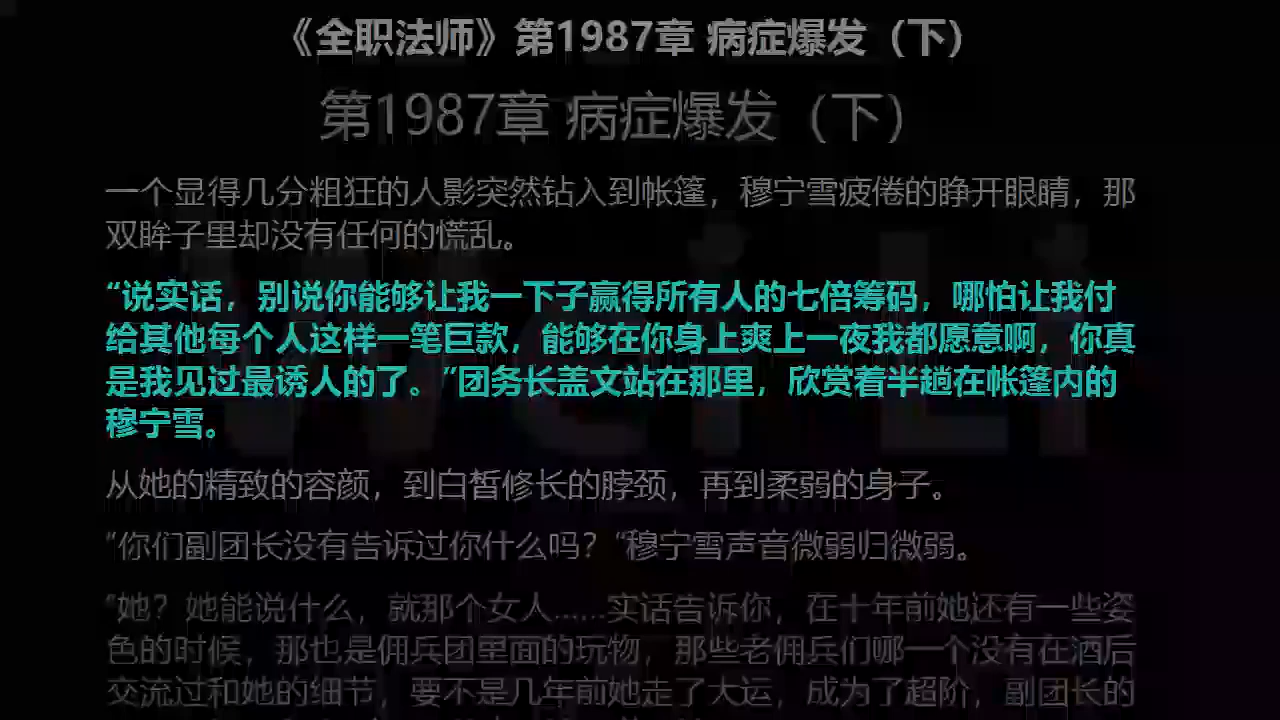 《全职法师》第1987章 病症爆发（下）
第1987章 病症爆发（下）
一个显得几分粗狂的人影突然钻入到帐篷，穆宁雪疲倦的睁开眼睛，那
双眸子里却没有任何的慌乱。
“说实话，别说你能够让我一下子赢得所有人的七倍筹码，哪怕让我付
给其他每个人这样一笔巨款，能够在你身上爽上一夜我都愿意啊，你真
是我见过最诱人的了。”团务长盖文站在那里，欣赏着半趟在帐篷内的
穆宁雪。
从她的精致的容颜，到白皙修长的脖颈，再到柔弱的身子。
“你们副团长没有告诉过你什么吗？”穆宁雪声音微弱归微弱。
“她？她能说什么，就那个女人……实话告诉你，在十年前她还有一些姿
色的时候，那也是佣兵团里面的玩物，那些老佣兵们哪一个没有在酒后
交流过和她的细节，要不是几年前她走了大运，成为了超阶，副团长的